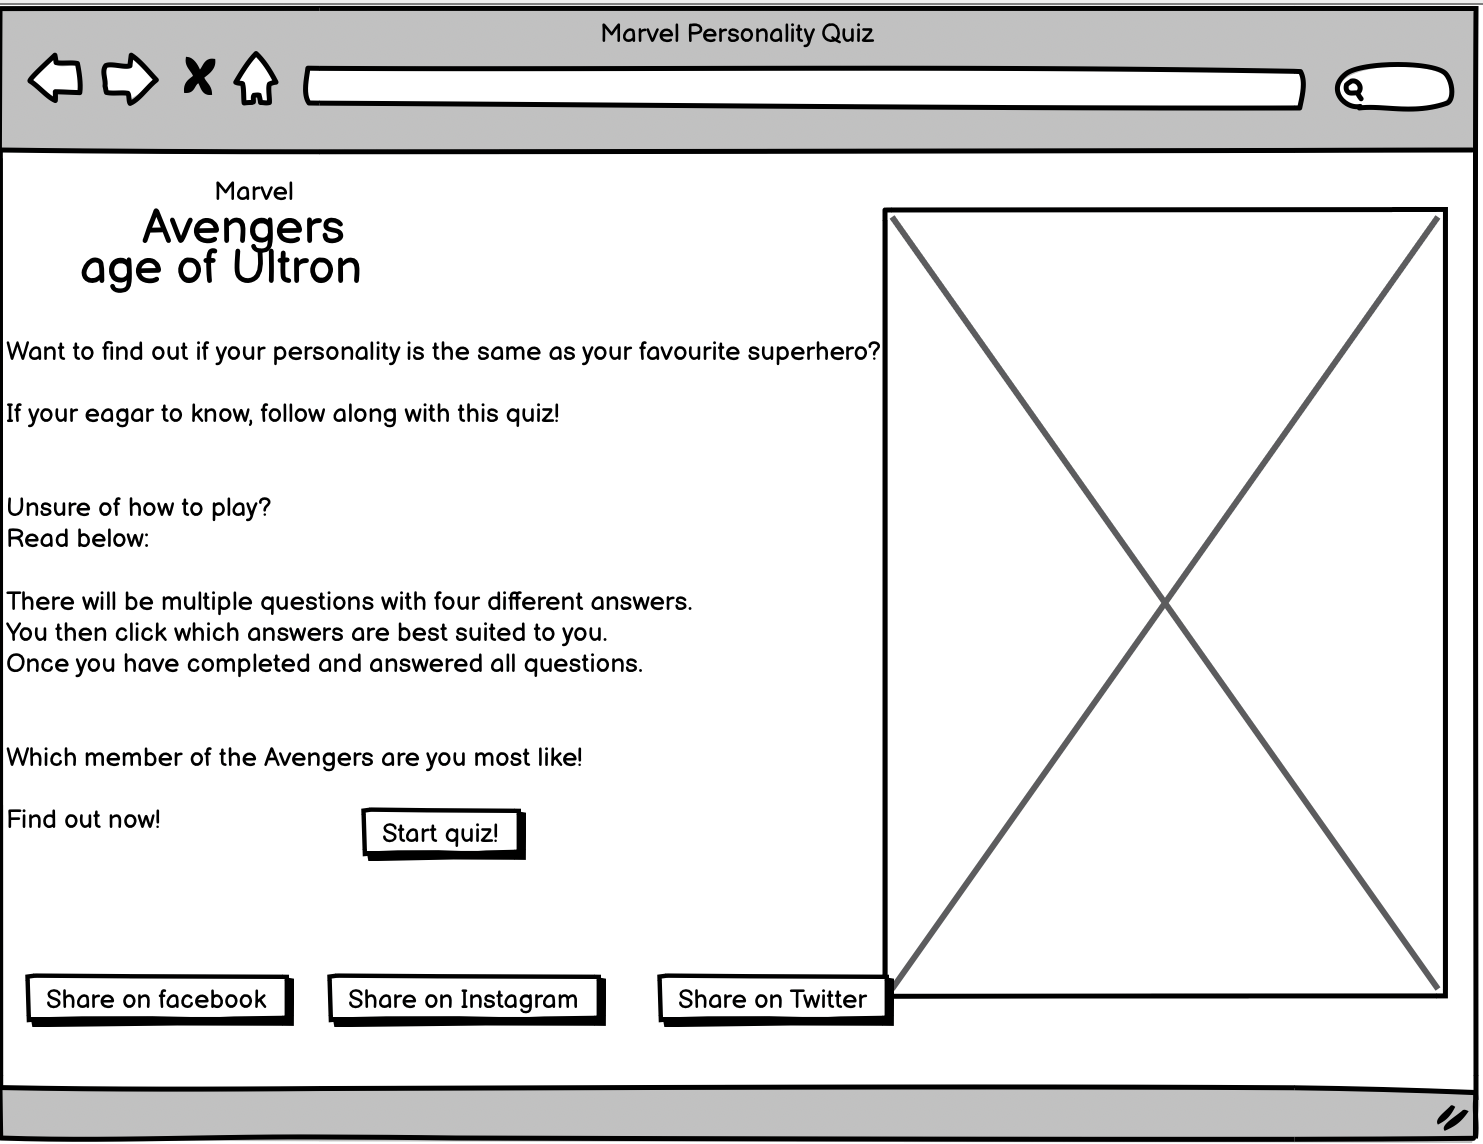 Marvel Personality Quiz
Marvel
Avengers
age of Ultron
Want to find out if your personality is the same as your favourite superhero?
If your eagar to know, follow along with this quiz!
Unsure of how to play?
Read below:
There will be multiple questions with four different answers.
You then click which answers are best suited to you.
Once you have completed and answered all questions.
Which member of the Avengers are you most like!
Find out now!
Start quiz!
Share on facebook
Share on Instagram
Share on Twitter